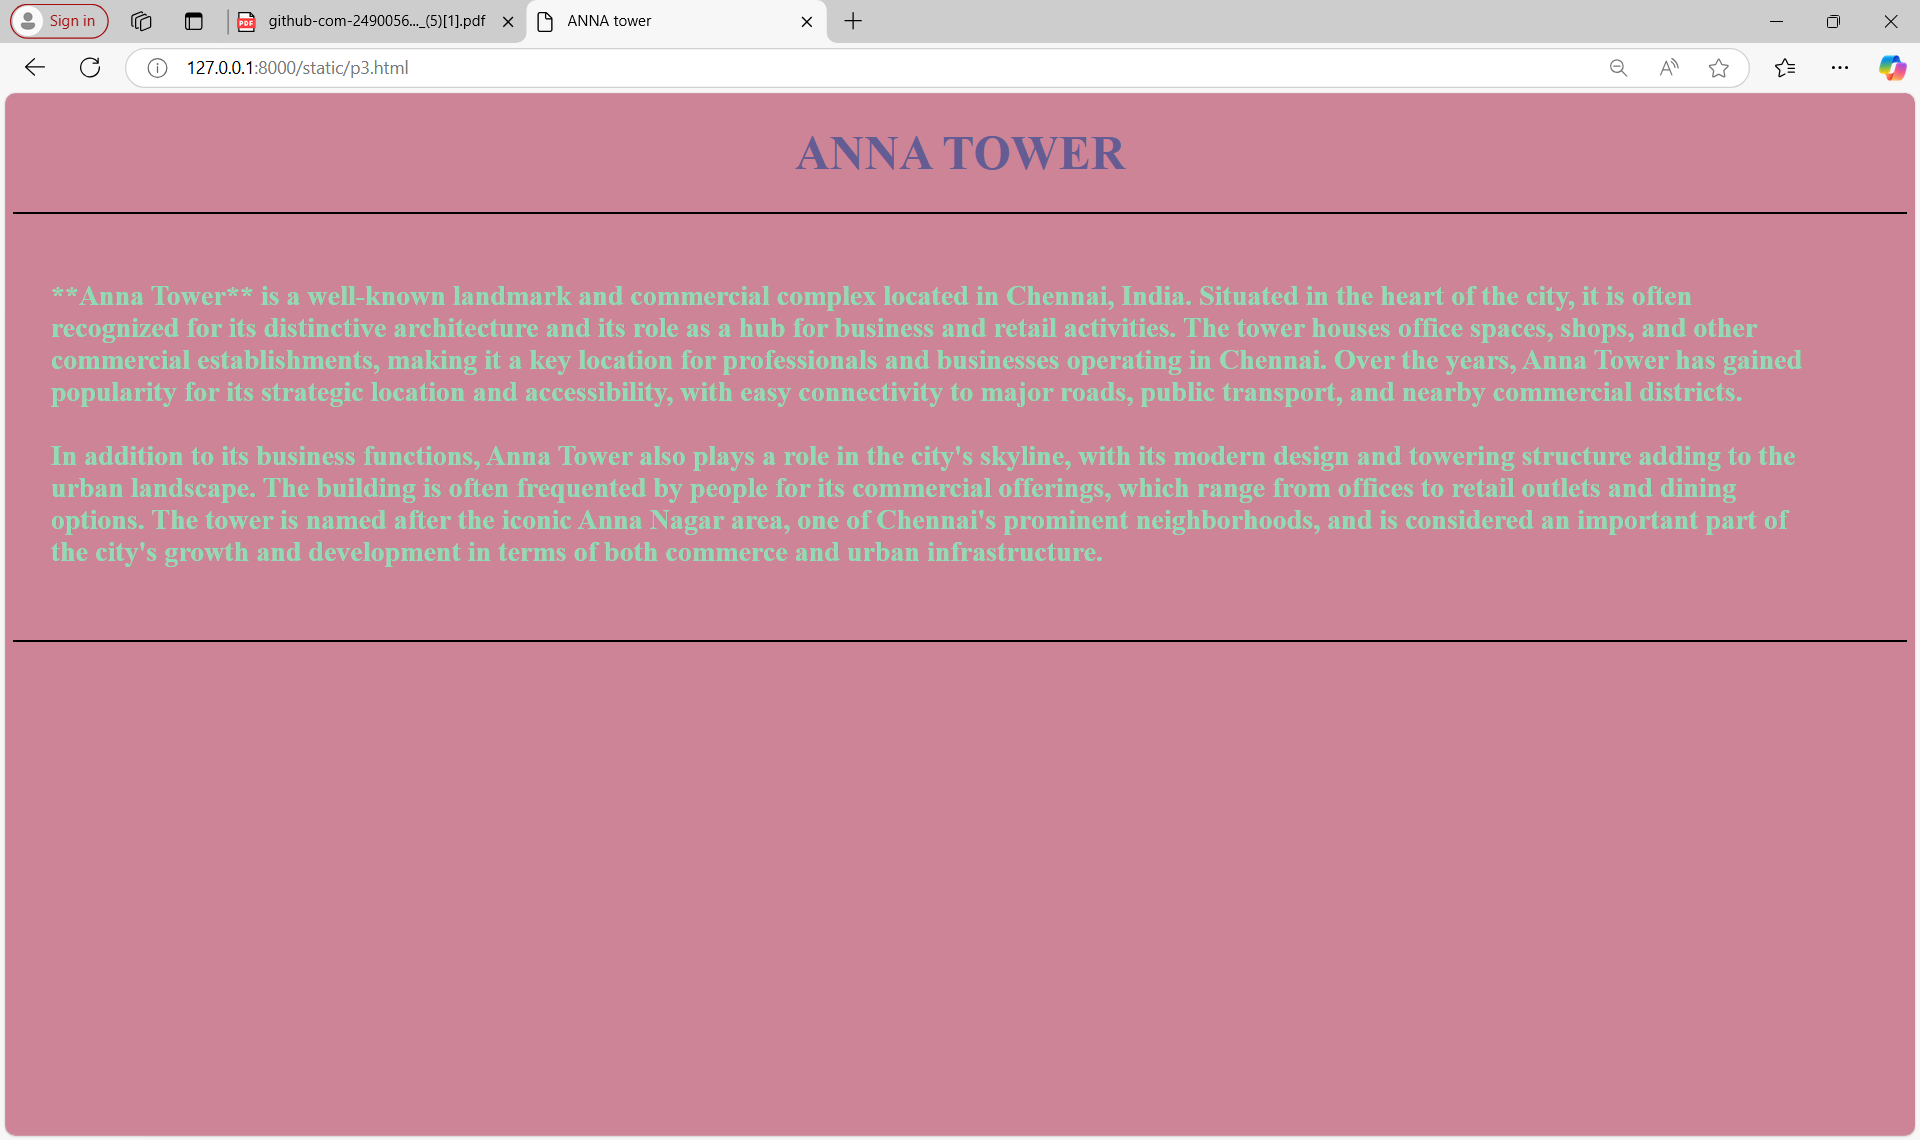 Sign in
github-com-2490056..._(5)[1].pdf
ANNA tower
127.0.0.1:8000/static/p3.html
ANNA TOWER
**Anna Tower** is a well-known landmark and commercial complex located in Chennai, India. Situated in the heart of the city, it is often
recognized for its distinctive architecture and its role as a hub for business and retail activities. The tower houses office spaces, shops, and other
commercial establishments, making it a key location for professionals and businesses operating in Chennai. Over the years, Anna Tower has gained
popularity for its strategic location and accessibility, with easy connectivity to major roads, public transport, and nearby commercial districts.
In addition to its business functions, Anna Tower also plays a role in the city's skyline, with its modern design and towering structure adding to the
urban landscape. The building is often frequented by people for its commercial offerings, which range from offices to retail outlets and dining
options. The tower is named after the iconic Anna Nagar area, one of Chennai's prominent neighborhoods, and is considered an important part of
the city's growth and development in terms of both commerce and urban infrastructure.